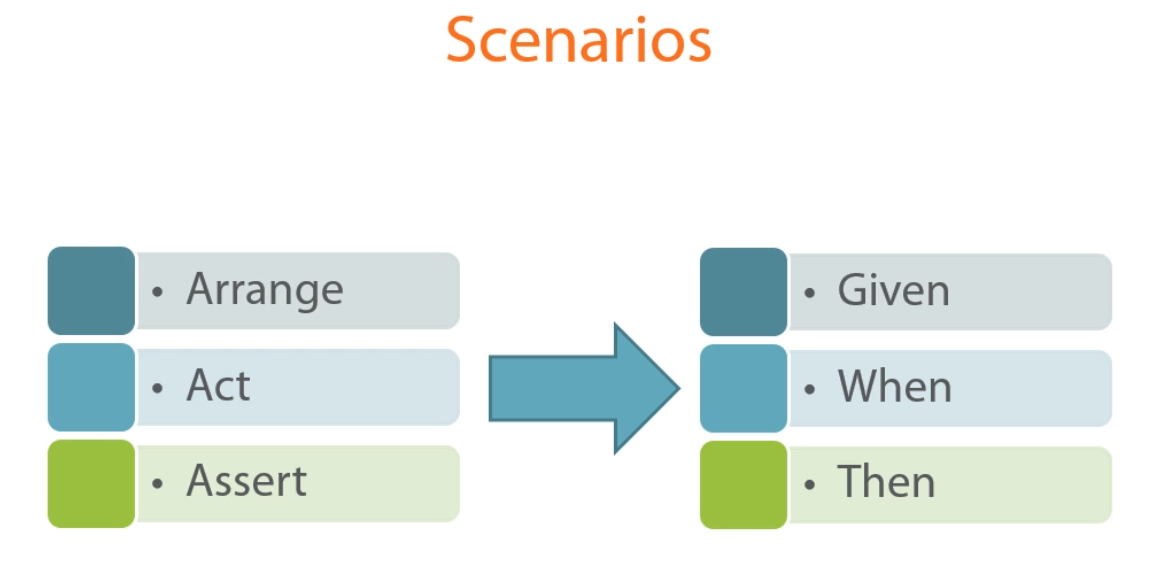 Scenarios
• Arrange
• Act
• Assert
• Given
• When
• Then